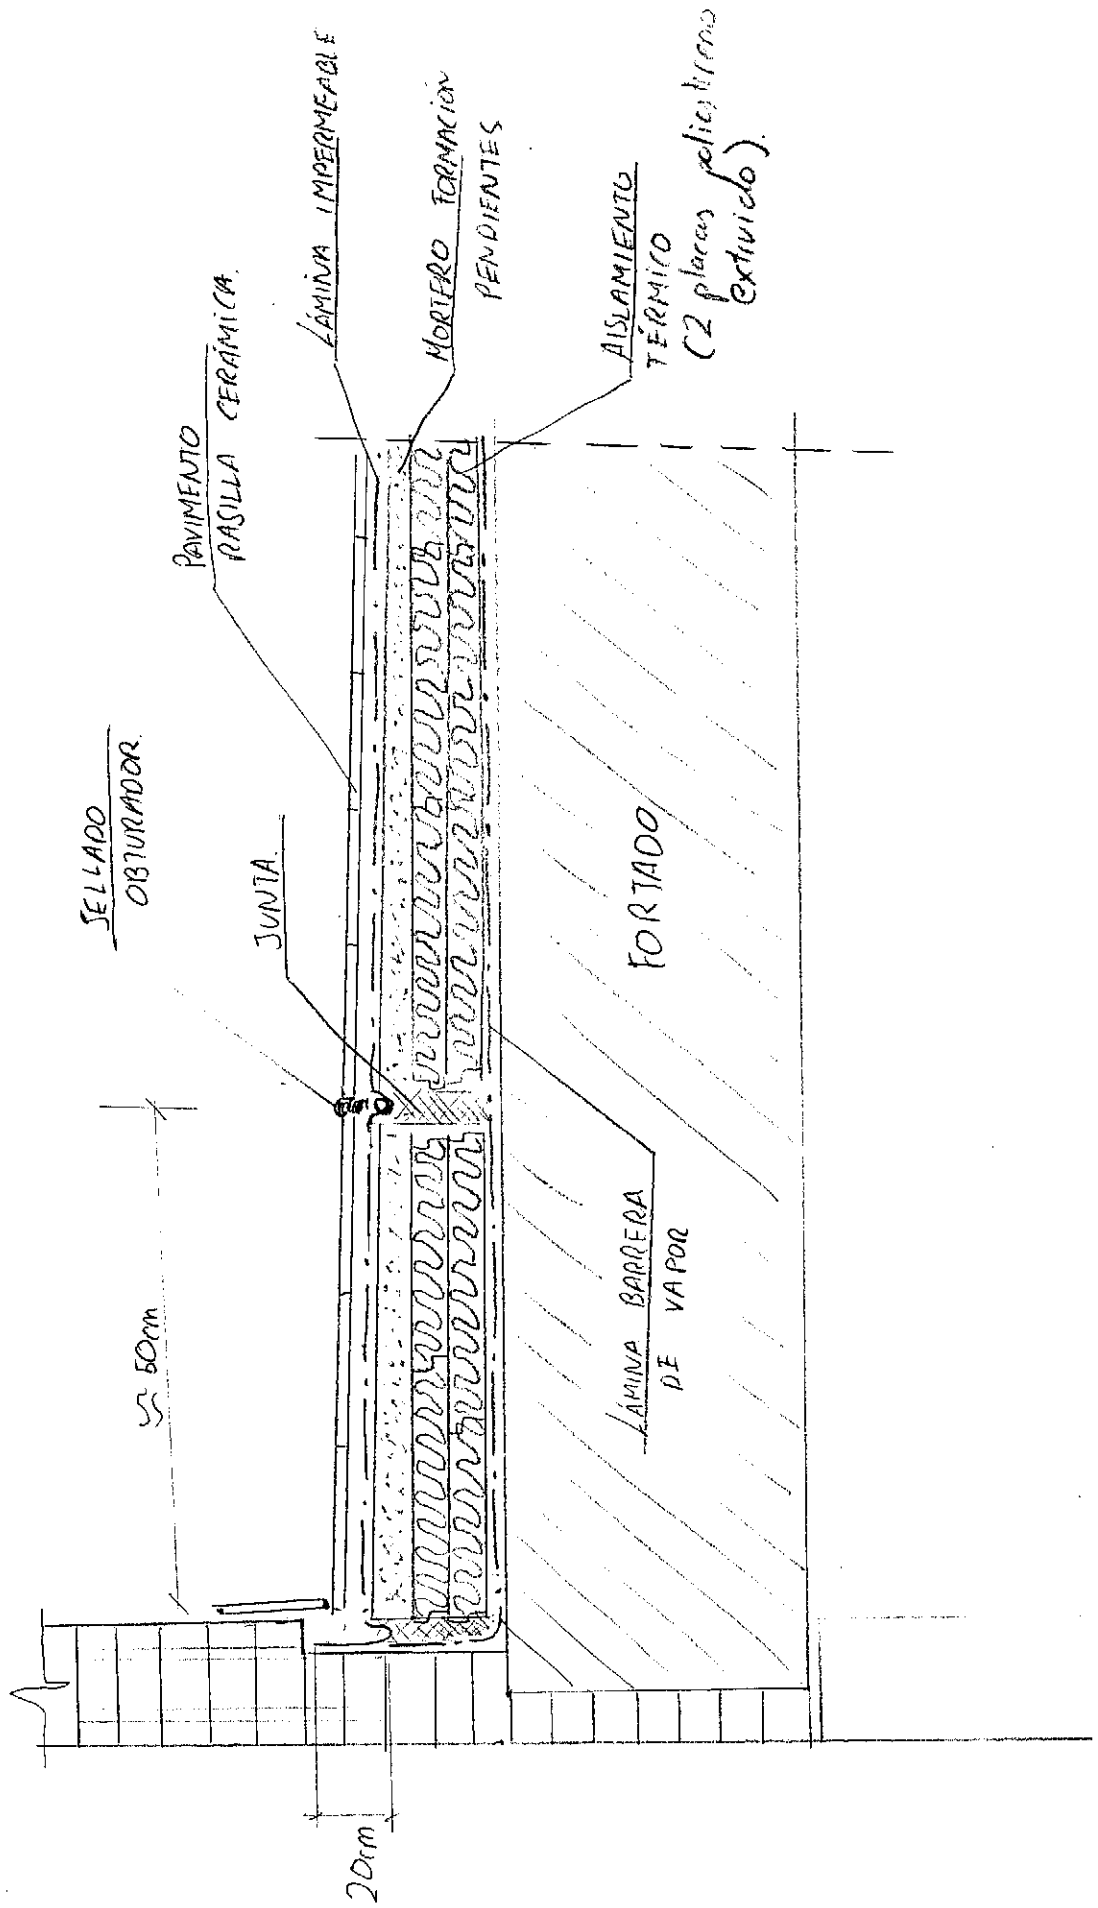 SELLADO
OBTURADOR
PAVIMENTO
RASILLA CERÁMICA.
LÁMINA IMPERMEABLE
JUNTA.
MORTERO FORMACIÓN
PENDIENTES
AISLAMIENTO
TÉRMICO
(2 placas poliestireno
extruido).
≈ 50cm
20cm
FORJADO
LÁMINA BARRERA
DE VAPOR